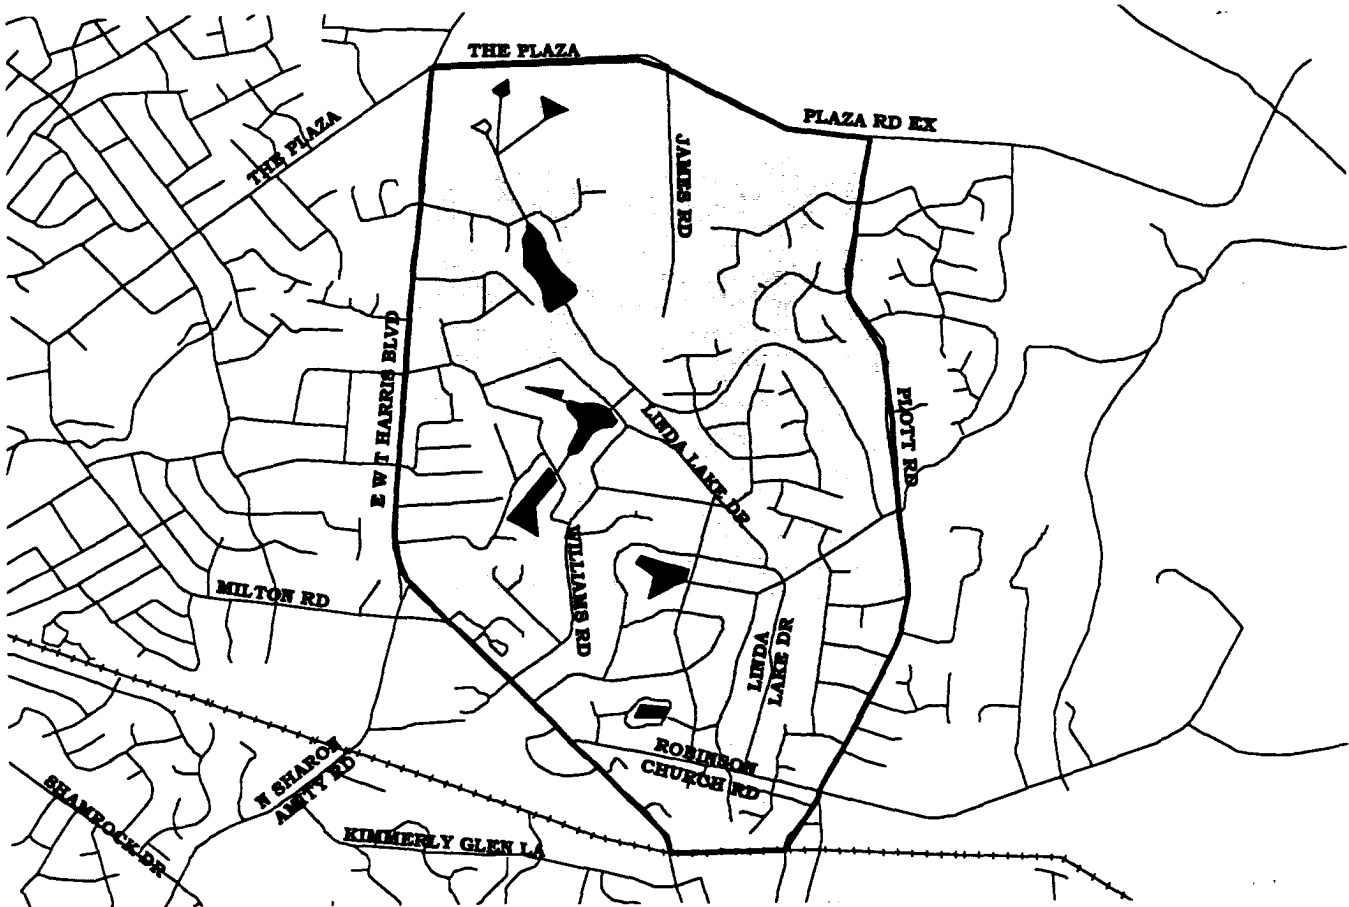 THE PLAZA
PLAZA RD EX
THE PLAZA
JAMES RD
E W T HARRIS BLVD
PLOTT RD
LINDA LAKE DR
WILLIAMS RD
MILTON RD
LINDA
LAKE DR
ROBINSON
CHURCH RD
N SHARON
AMITY RD
SHAMROCK DR
KIMMERLY GLEN LA